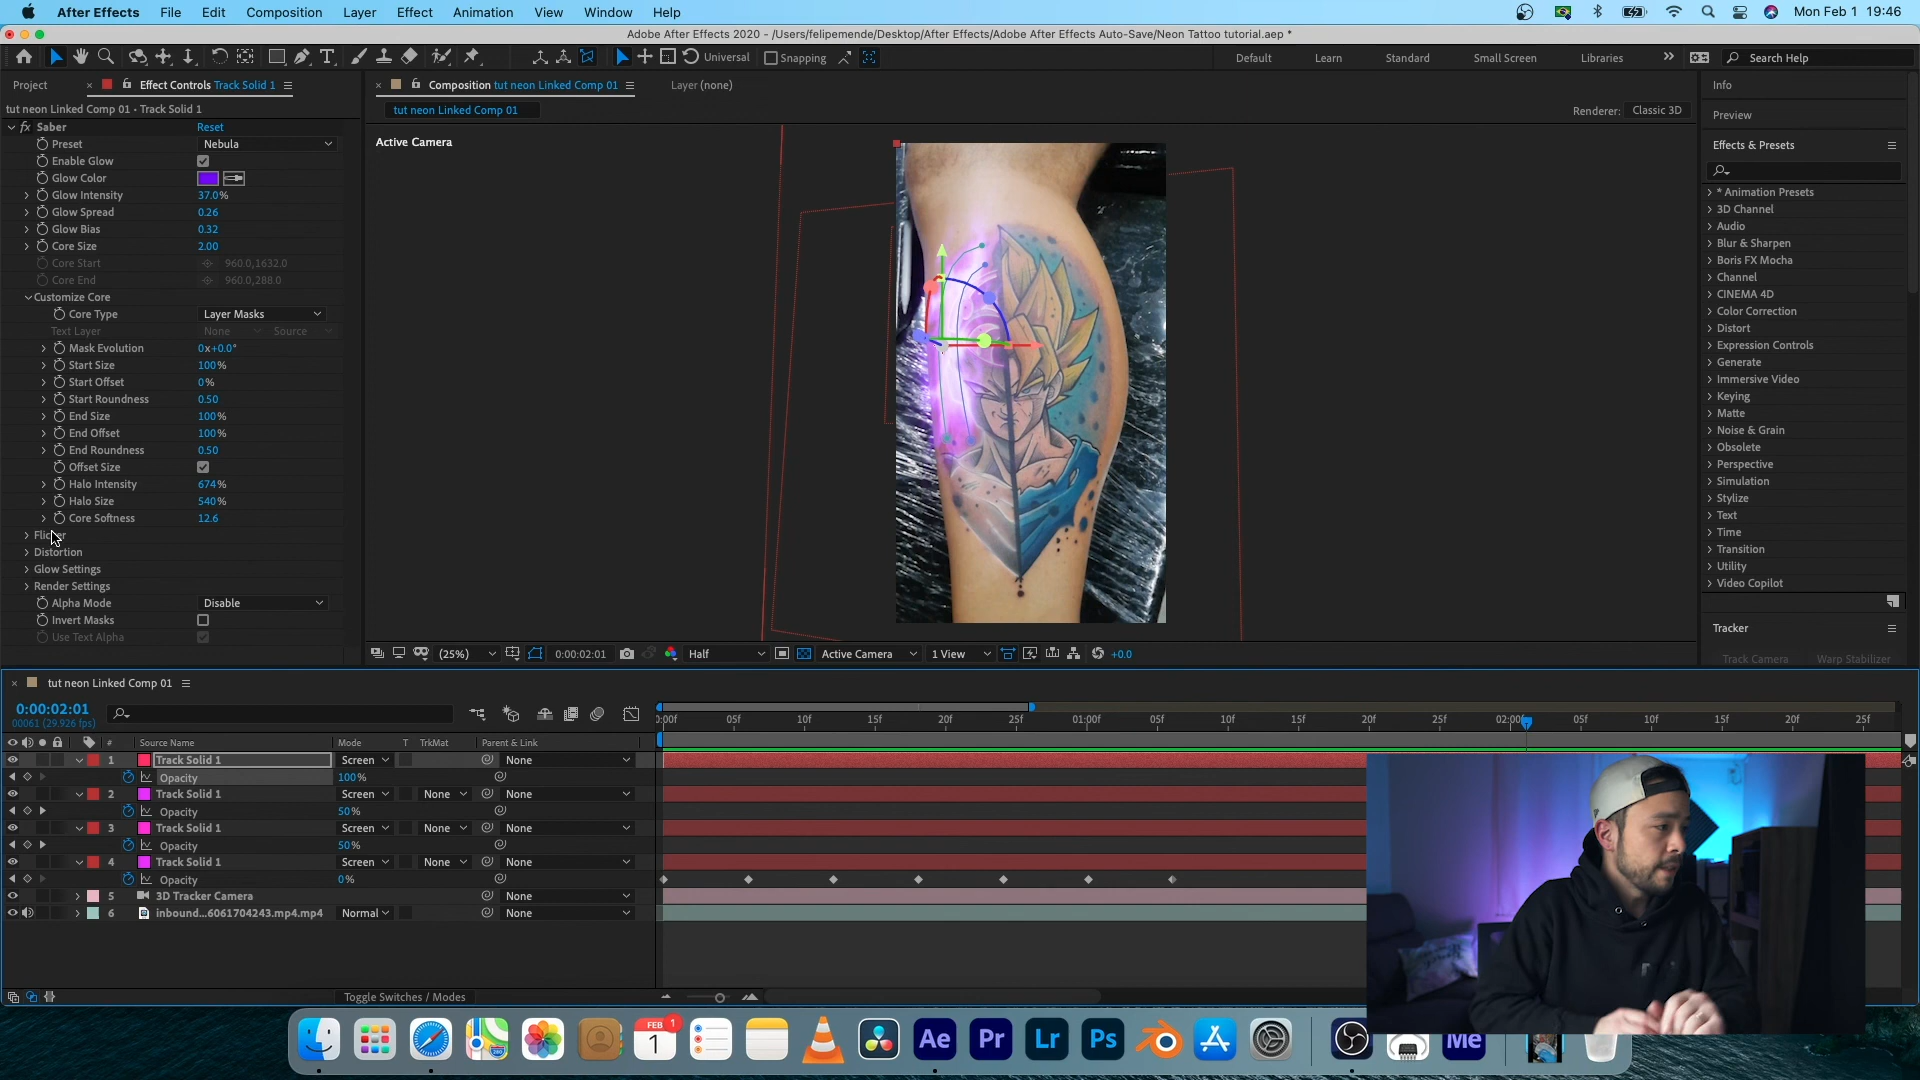 After Effects File Edit Composition Layer Effect Animation View Window Help Mon Feb 1 19:46
Adobe After Effects 2020 - /Users/felipemende/Desktop/After Effects/Adobe After Effects Auto-Save/Neon Tattoo tutorial.aep *
Universal Snapping Default Learn Standard Small Screen Libraries Search Help
Project Effect Controls Track Solid 1 Composition tut neon Linked Comp 01 Layer (none) Info
tut neon Linked Comp 01 • Track Solid 1
tut neon Linked Comp 01 Renderer: Classic 3D
Preview
fx Saber Reset
Active Camera
Preset Nebula
Effects & Presets
Enable Glow
Glow Color
Glow Intensity 37.0%
Glow Spread 0.26
Glow Bias 0.32
Core Size 2.00
Core Start 960.0,1632.0
Core End 960.0,288.0
Customize Core
Core Type Layer Masks
Text Layer None Source
Mask Evolution 0x+0.0°
Start Size 100%
Start Offset 0%
Start Roundness 0.50
End Size 100%
End Offset 100%
End Roundness 0.50
Offset Size
Halo Intensity 674%
Halo Size 540%
Core Softness 12.6
Distortion
Glow Settings
Render Settings
Alpha Mode Disable
Invert Masks
Use Text Alpha
* Animation Presets
3D Channel
Audio
Blur & Sharpen
Boris FX Mocha
Channel
CINEMA 4D
Color Correction
Distort
Expression Controls
Generate
Immersive Video
Keying
Matte
Noise & Grain
Obsolete
Perspective
Simulation
Stylize
Text
Time
Transition
Utility
Video Copilot
Tracker
Track Camera Warp Stabilizer
(25%) 0:00:02:01 Half Active Camera 1 View +0.0
tut neon Linked Comp 01
0:00:02:01
00061 (29.926 fps)
0:00f 05f 10f 15f 20f 25f 01:00f 05f 10f 15f 20f 25f 02:00f 05f 10f 15f 20f 25f
# Source Name Mode T TrkMat Parent & Link
1 Track Solid 1 Screen None
Opacity 100%
2 Track Solid 1 Screen None None
Opacity 50%
3 Track Solid 1 Screen None None
Opacity 50%
4 Track Solid 1 Screen None None
Opacity 0%
5 3D Tracker Camera None
6 inbound...6061704243.mp4.mp4 Normal None
Toggle Switches / Modes
FEB 1
1
Ae Pr Lr Ps Me